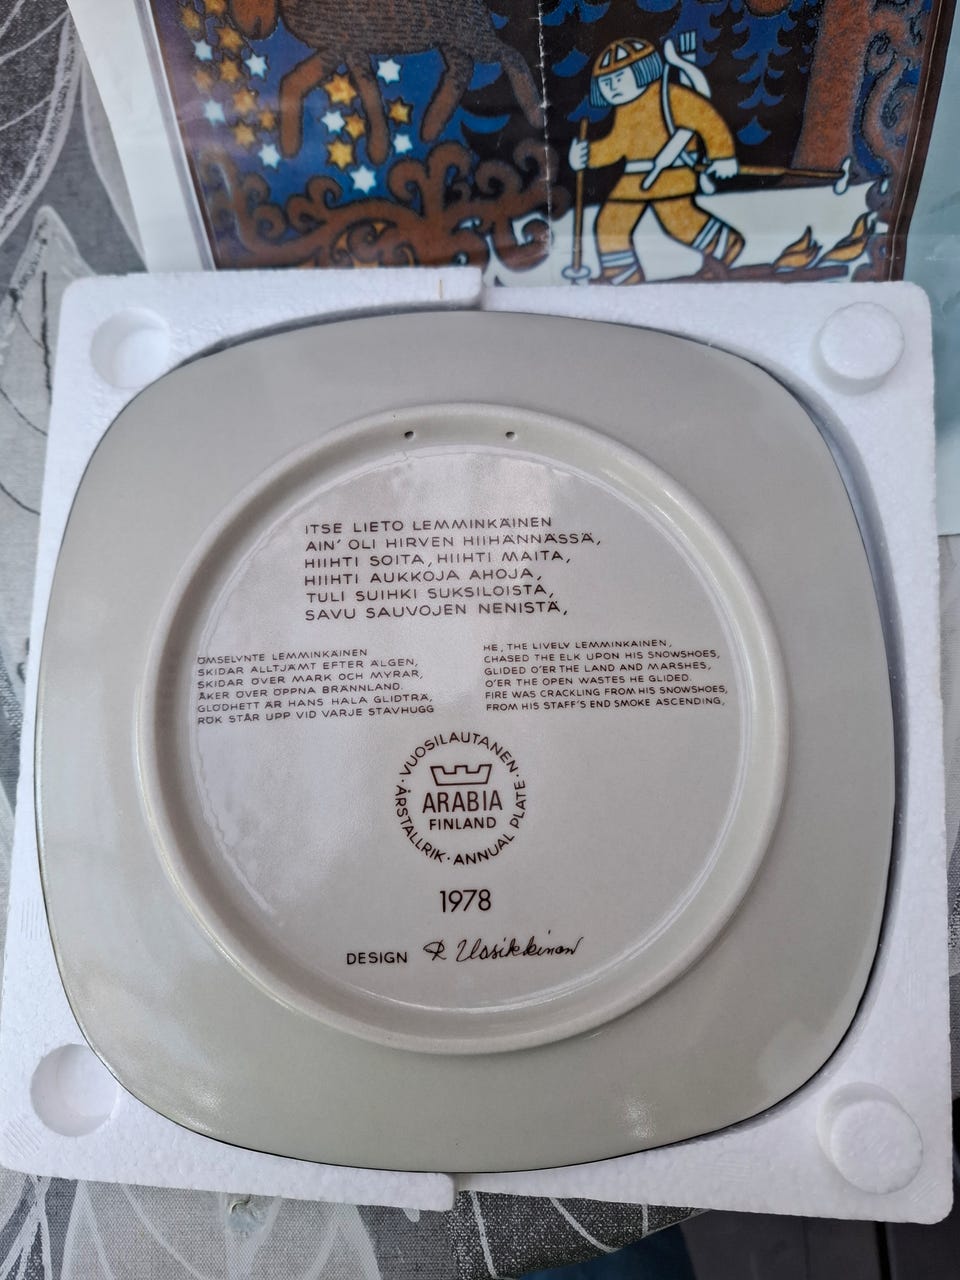 ITSE LIETO LEMMINKÄINEN
AIN' OLI HIRVEN HIIHÄNNÄSSÄ,
HIIHTI SOITA, HIIHTI MAITA,
HIIHTI AUKKOJA AHOJA,
TULI SUIHKI SUKSILOISTA,
SAVU SAUVOJEN NENISTÄ,
ÖMSELYNTE LEMMINKÄINEN
SKIDAR ALLTJÄMT EFTER ÄLGEN,
SKIDAR ÖVER MARK OCH MYRAR,
ÅKER ÖVER ÖPPNA BRÄNNLAND.
GLÖDHETT ÄR HANS HALA GLIDTRÄ,
RÖK STÅR UPP VID VARJE STAVHUGG
HE, THE LIVELY LEMMINKAINEN,
CHASED THE ELK UPON HIS SNOWSHOES,
GLIDED O'ER THE LAND AND MARSHES,
O'ER THE OPEN WASTES HE GLIDED.
FIRE WAS CRACKLING FROM HIS SNOWSHOES,
FROM HIS STAFF'S END SMOKE ASCENDING,
VUOSILAUTANEN · ANNUAL PLATE · ÅRSTALLRIK ·
ARABIA
FINLAND
1978
DESIGN R Uosikkinen